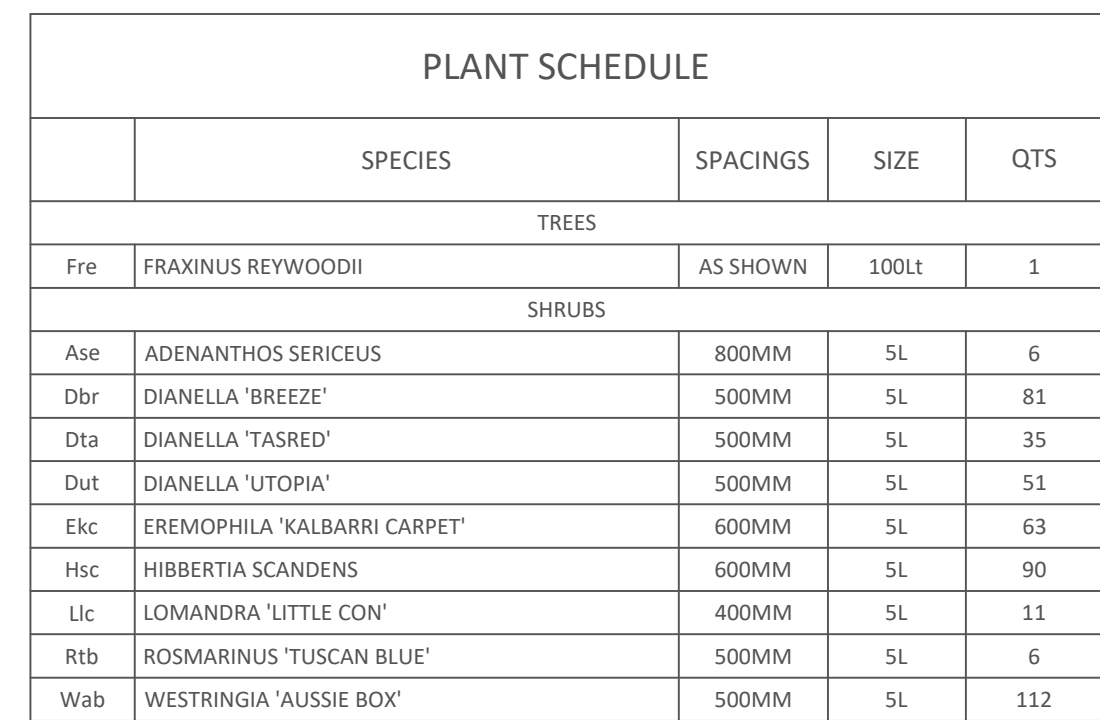 PLANT SCHEDULE
SPECIES SPACINGS SIZE QTS
TREES
Fre FRAXINUS REYWOODII AS SHOWN 100Lt 1
SHRUBS
Ase ADENANTHOS SERICEUS 800MM 5L 6
Dbr DIANELLA 'BREEZE' 500MM 5L 81
Dta DIANELLA 'TASRED' 500MM 5L 35
Dut DIANELLA 'UTOPIA' 500MM 5L 51
Ekc EREMOPHILA 'KALBARRI CARPET' 600MM 5L 63
Hsc HIBBERTIA SCANDENS 600MM 5L 90
Llc LOMANDRA 'LITTLE CON' 400MM 5L 11
Rtb ROSMARINUS 'TUSCAN BLUE' 500MM 5L 6
Wab WESTRINGIA 'AUSSIE BOX' 500MM 5L 112